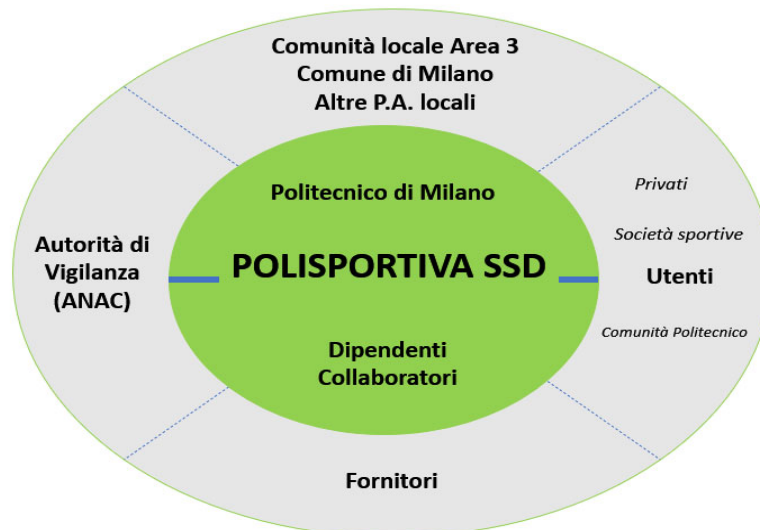 Comunità locale Area 3
Comune di Milano
Altre P.A. locali
Politecnico di Milano
Privati
Società sportive
Autorità di
Vigilanza
(ANAC)
POLISPORTIVA SSD
Utenti
Comunità Politecnico
Dipendenti
Collaboratori
Fornitori